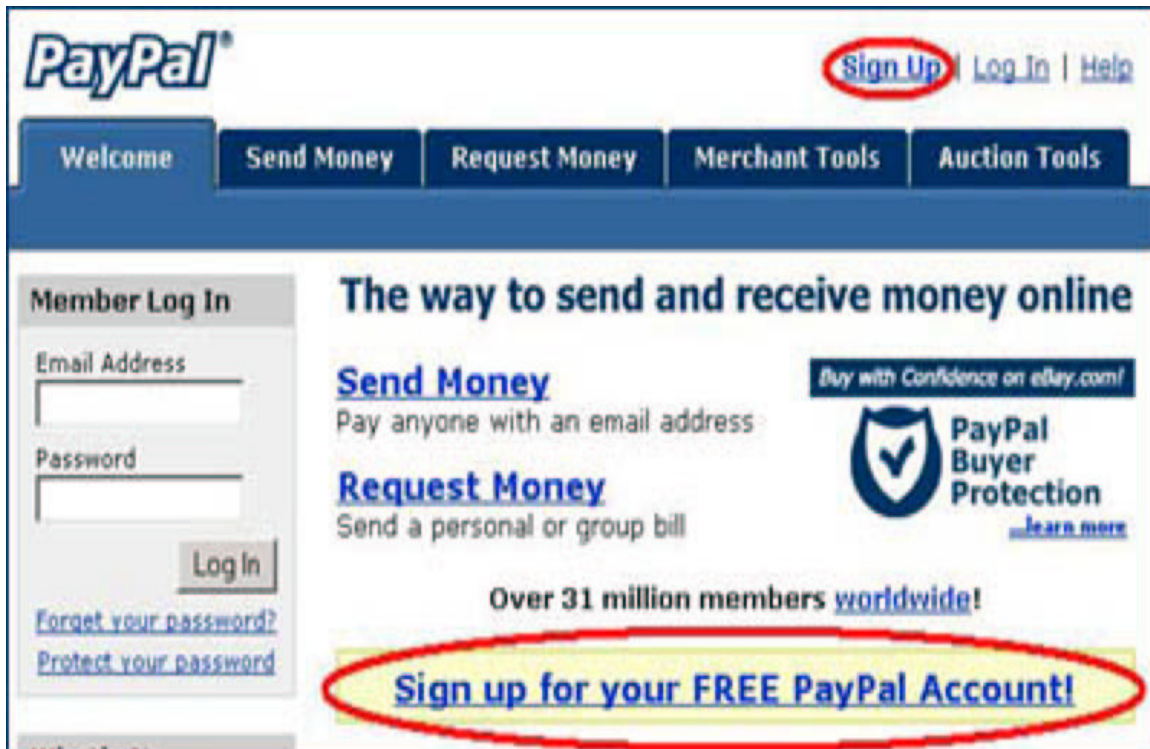 PayPal®
Sign Up | Log In | Help
Welcome
Send Money
Request Money
Merchant Tools
Auction Tools
Member Log In
Email Address
Password
Log In
Forget your password?
Protect your password
The way to send and receive money online
Send Money
Pay anyone with an email address
Request Money
Send a personal or group bill
Buy with Confidence on eBay.com!
PayPal
Buyer
Protection
...learn more
Over 31 million members worldwide!
Sign up for your FREE PayPal Account!